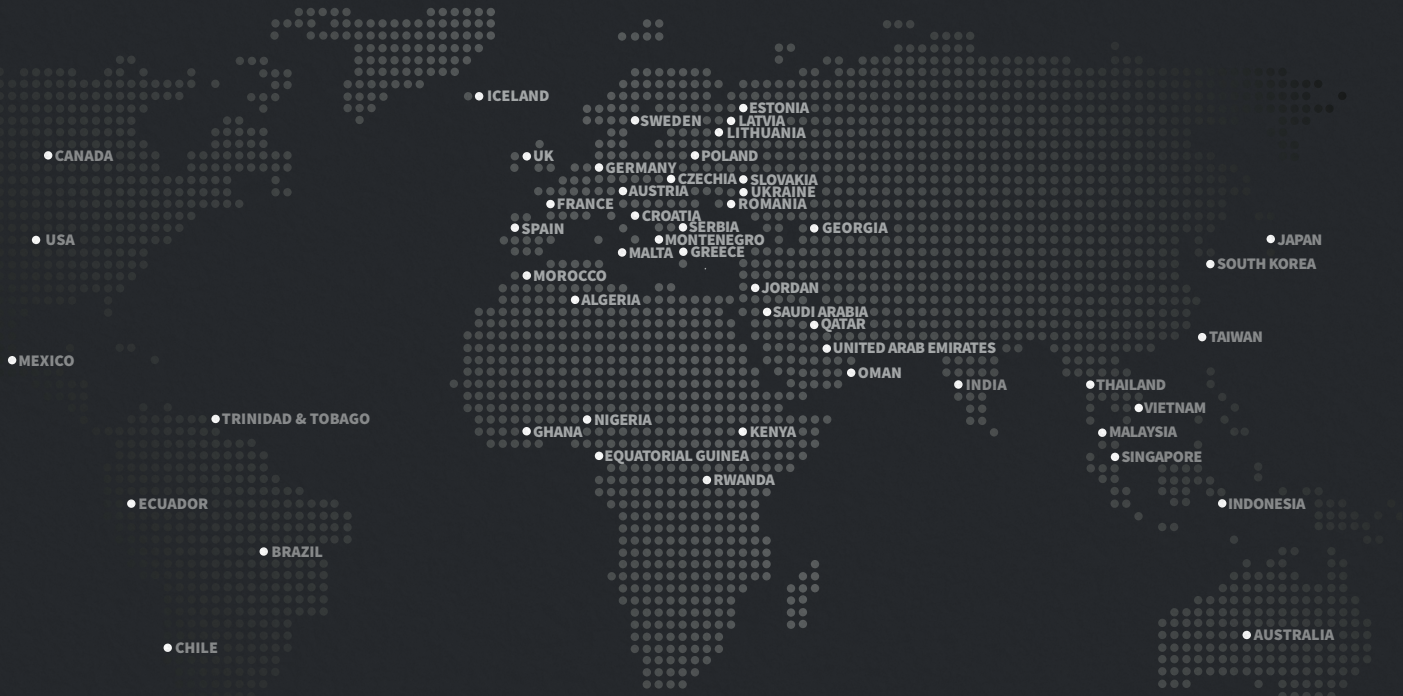 ICELAND
ESTONIA
SWEDEN
LATVIA
LITHUANIA
CANADA
UK
POLAND
GERMANY
CZECHIA
SLOVAKIA
AUSTRIA
UKRAINE
FRANCE
ROMANIA
CROATIA
SPAIN
SERBIA
GEORGIA
USA
MONTENEGRO
JAPAN
MALTA
GREECE
SOUTH KOREA
MOROCCO
JORDAN
ALGERIA
SAUDI ARABIA
QATAR
TAIWAN
UNITED ARAB EMIRATES
MEXICO
OMAN
INDIA
THAILAND
VIETNAM
TRINIDAD & TOBAGO
NIGERIA
GHANA
KENYA
MALAYSIA
EQUATORIAL GUINEA
SINGAPORE
RWANDA
ECUADOR
INDONESIA
BRAZIL
AUSTRALIA
CHILE